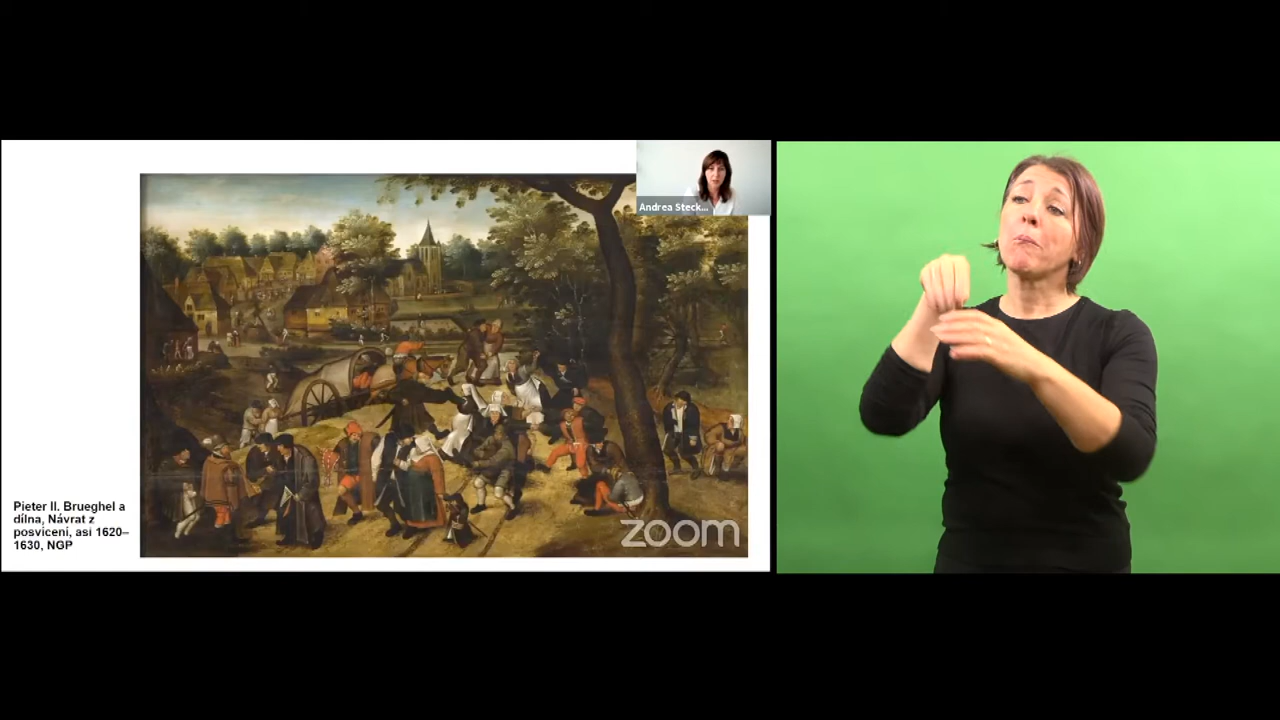 Andrea Steck...
Pieter II. Brueghel a
dílna, Návrat z
posvícení, asi 1620–
1630, NGP
zoom